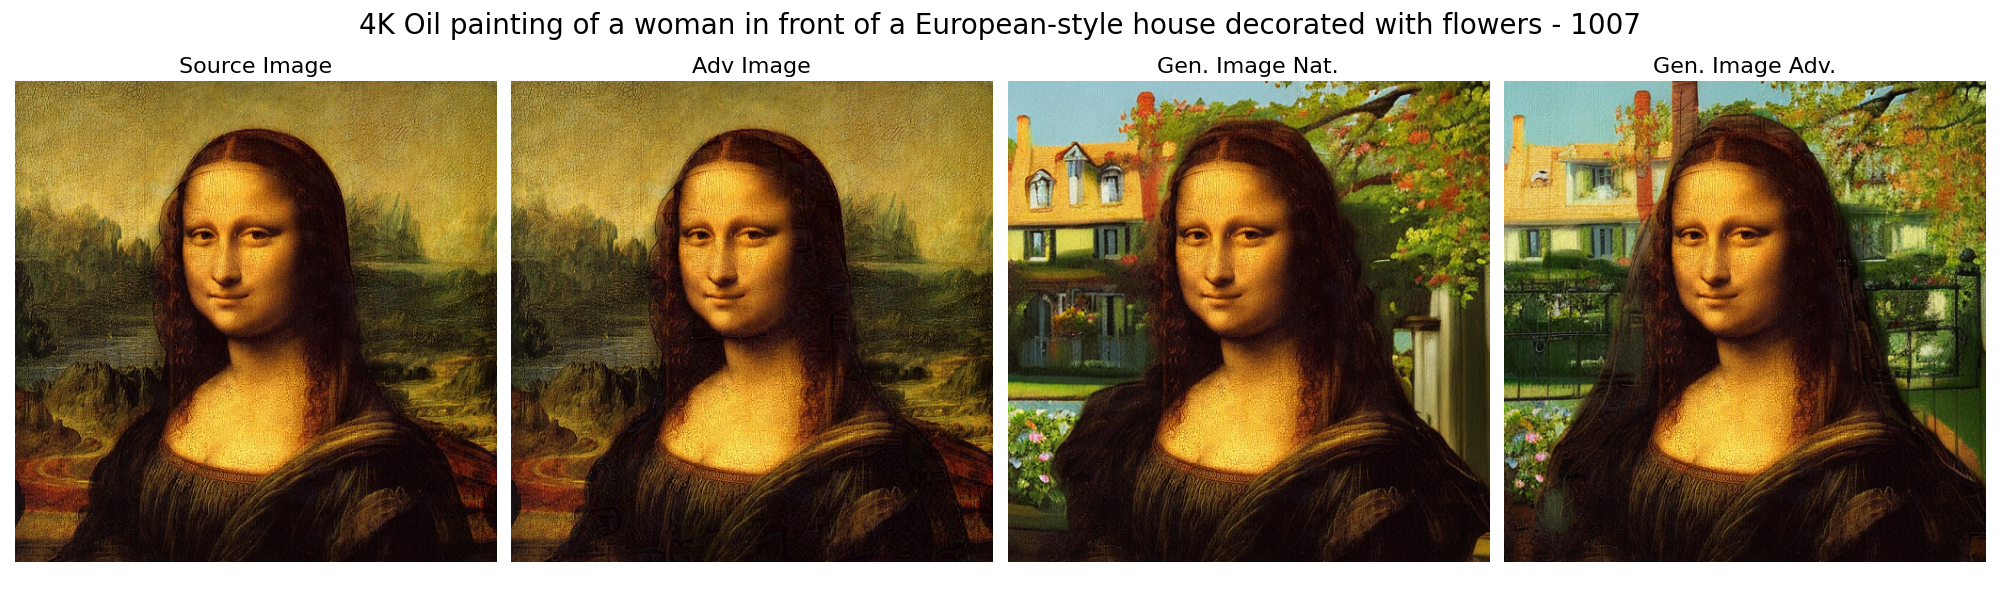 4K Oil painting of a woman in front of a European-style house decorated with flowers - 1007
Source Image
Adv Image
Gen. Image Nat.
Gen. Image Adv.